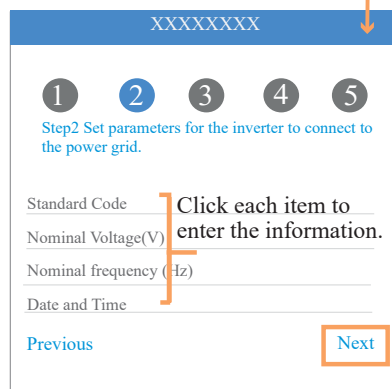 XXXXXXXX
1 2 3 4 5
Step2 Set parameters for the inverter to connect to
the power grid.
Standard Code
Click each item to
enter the information.
Nominal Voltage(V)
Nominal frequency (Hz)
Date and Time
Previous
Next